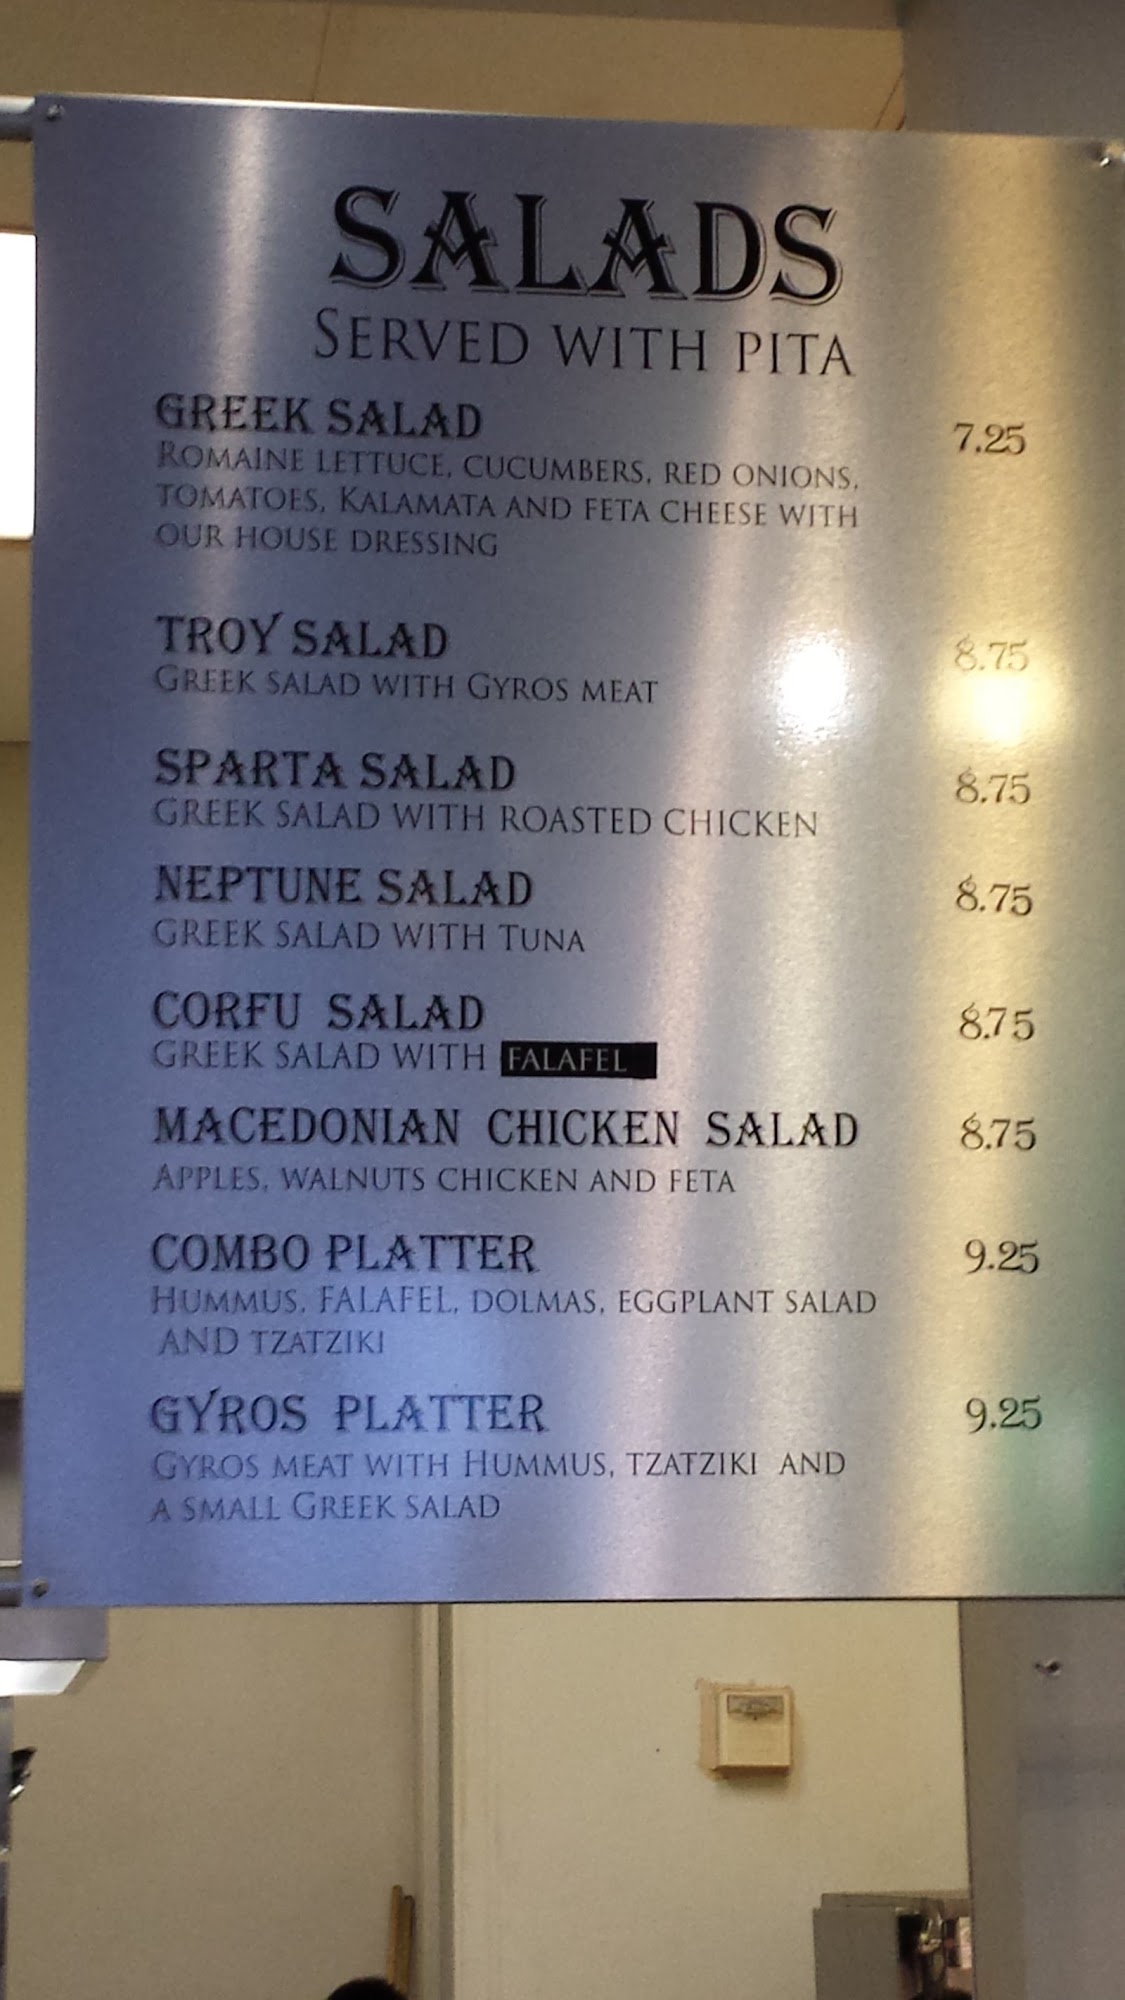 SALADS
SERVED WITH PITA
GREEK SALAD 7.25
ROMAINE LETTUCE, CUCUMBERS, RED ONIONS,
TOMATOES, KALAMATA AND FETA CHEESE WITH
OUR HOUSE DRESSING
TROY SALAD 8.75
GREEK SALAD WITH GYROS MEAT
SPARTA SALAD 8.75
GREEK SALAD WITH ROASTED CHICKEN
NEPTUNE SALAD 8.75
GREEK SALAD WITH TUNA
CORFU SALAD 8.75
GREEK SALAD WITH FALAFEL
MACEDONIAN CHICKEN SALAD 8.75
APPLES, WALNUTS CHICKEN AND FETA
COMBO PLATTER 9.25
HUMMUS, FALAFEL, DOLMAS, EGGPLANT SALAD
AND TZATZIKI
GYROS PLATTER 9.25
GYROS MEAT WITH HUMMUS, TZATZIKI AND
A SMALL GREEK SALAD